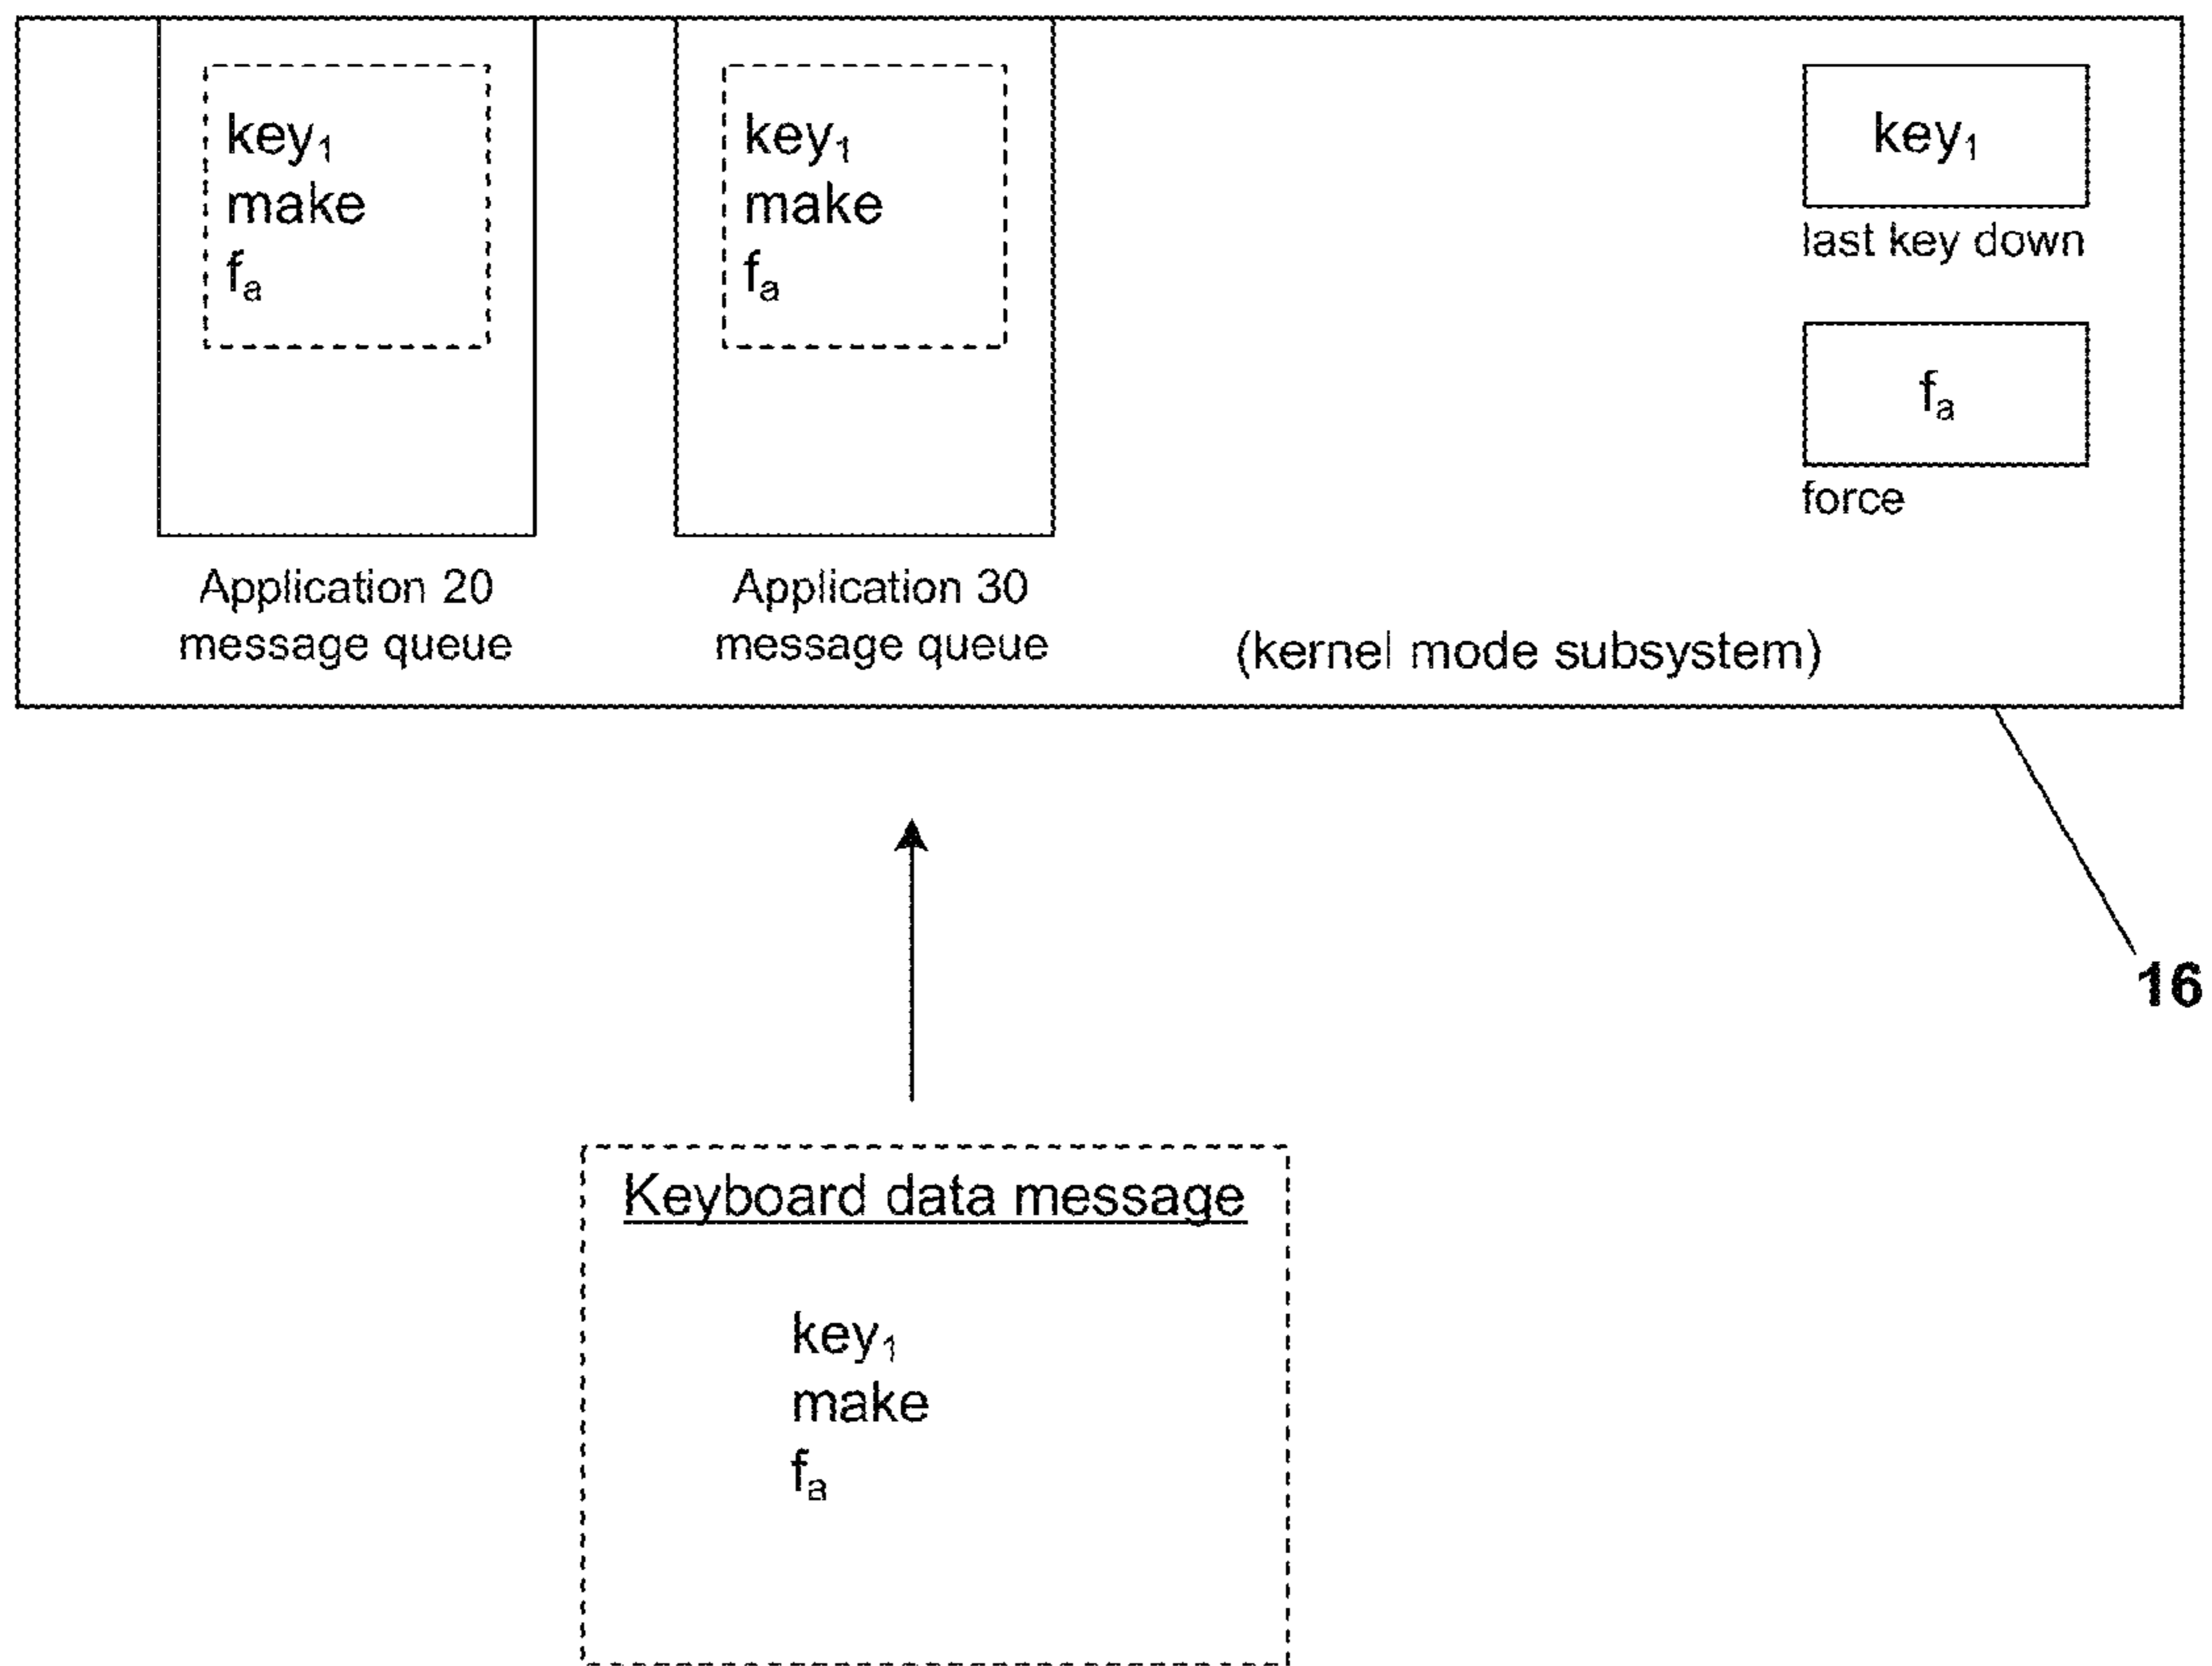 key₁
make
fₐ
key₁
make
fₐ
key₁
last key down
fₐ
force
Application 20
message queue
Application 30
message queue
(kernel mode subsystem)
16
Keyboard data message
key₁
make
fₐ